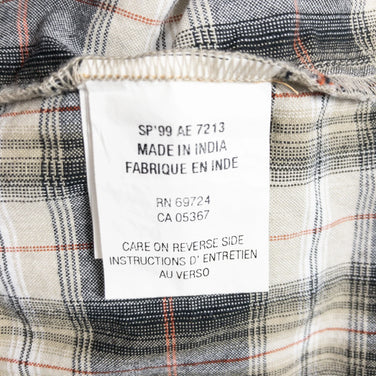 SP'99 AE 7213
MADE IN INDIA
FABRIQUE EN INDE
RN 69724
CA 05367
CARE ON REVERSE SIDE
INSTRUCTIONS D' ENTRETIEN
AU VERSO